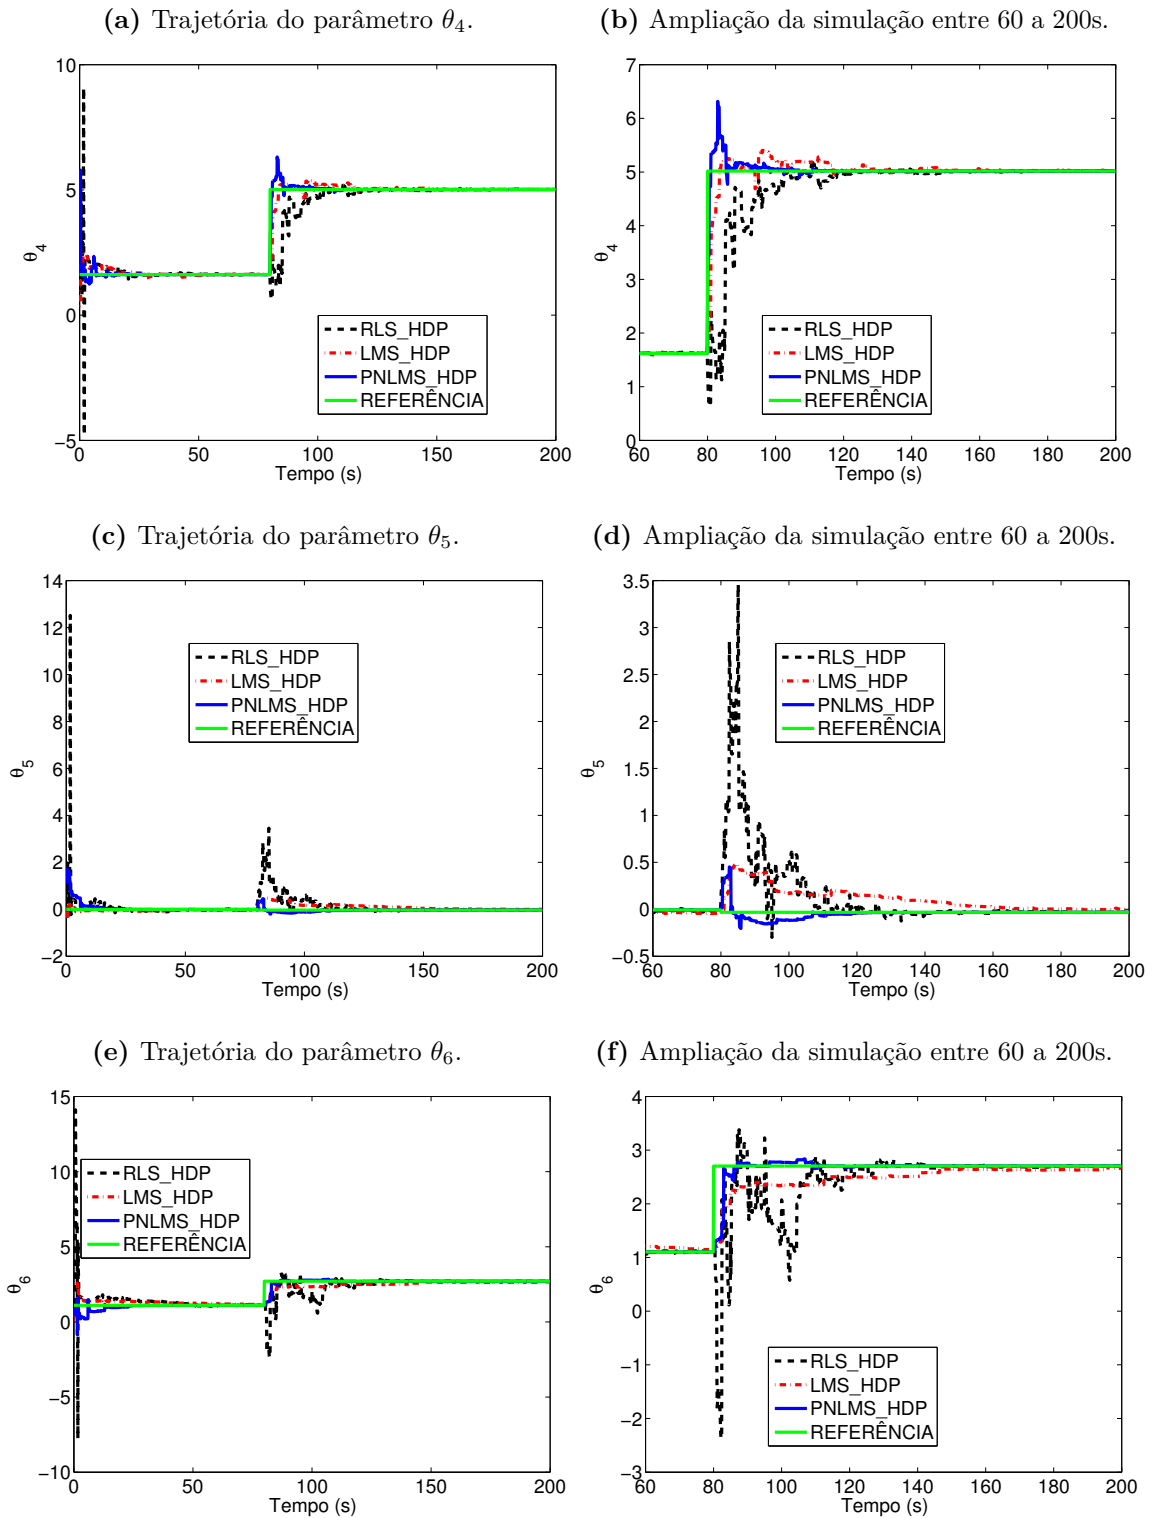 (a) Trajetória do parâmetro θ4.
(b) Ampliação da simulação entre 60 a 200s.
10
5
0
−5
θ4
0
50
100
150
200
Tempo (s)
RLS_HDP
LMS_HDP
PNLMS_HDP
REFERÊNCIA
7
6
5
4
3
2
1
0
θ4
60
80
100
120
140
160
180
200
Tempo (s)
RLS_HDP
LMS_HDP
PNLMS_HDP
REFERÊNCIA
(c) Trajetória do parâmetro θ5.
(d) Ampliação da simulação entre 60 a 200s.
14
12
10
8
6
4
2
0
−2
θ5
0
50
100
150
200
Tempo (s)
RLS_HDP
LMS_HDP
PNLMS_HDP
REFERÊNCIA
3.5
3
2.5
2
1.5
1
0.5
0
−0.5
θ5
60
80
100
120
140
160
180
200
Tempo (s)
RLS_HDP
LMS_HDP
PNLMS_HDP
REFERÊNCIA
(e) Trajetória do parâmetro θ6.
(f) Ampliação da simulação entre 60 a 200s.
15
10
5
0
−5
−10
θ6
0
50
100
150
200
Tempo (s)
RLS_HDP
LMS_HDP
PNLMS_HDP
REFERÊNCIA
4
3
2
1
0
−1
−2
−3
θ6
60
80
100
120
140
160
180
200
Tempo (s)
RLS_HDP
LMS_HDP
PNLMS_HDP
REFERÊNCIA